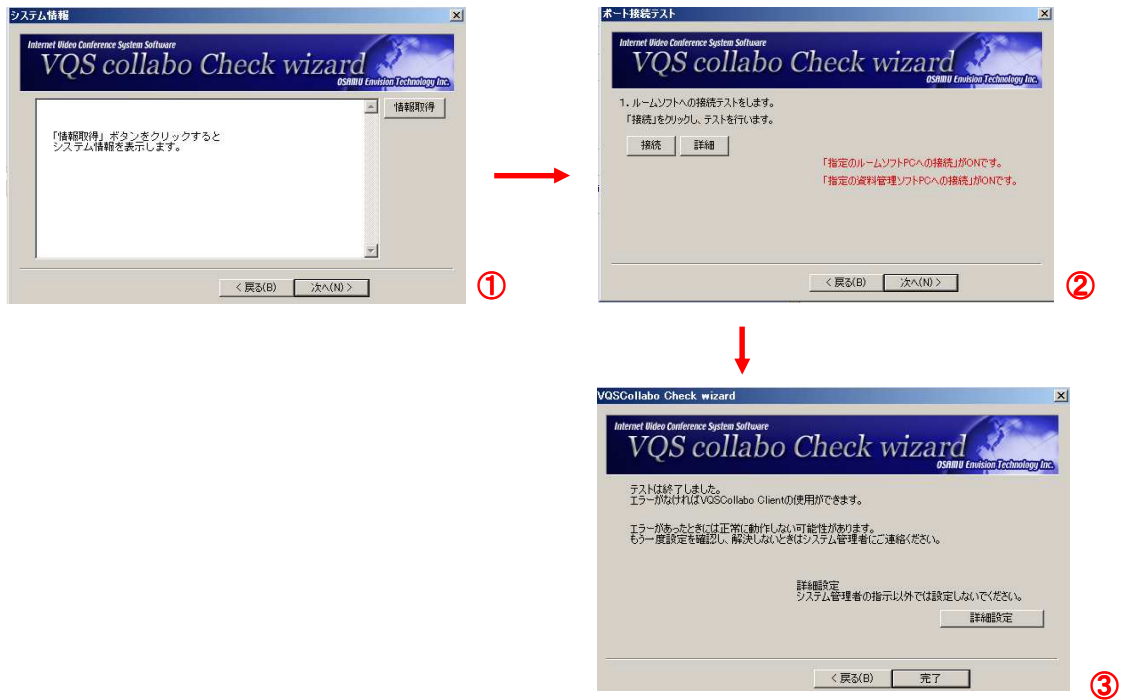 システム情報
Internet Video Conference System Software
VQS collabo Check wizard
OSAMU Envision Technology Inc.
情報取得
「情報取得」ボタンをクリックすると
システム情報を表示します。
< 戻る(B)
次へ(N) >
①
ポート接続テスト
Internet Video Conference System Software
VQS collabo Check wizard
OSAMU Envision Technology Inc.
1. ルームソフトへの接続テストをします。
「接続」をクリックし、テストを行います。
接続
詳細
「指定のルームソフトPCへの接続」がONです。
「指定の資料管理ソフトPCへの接続」がONです。
< 戻る(B)
次へ(N) >
②
VQSCollabo Check wizard
Internet Video Conference System Software
VQS collabo Check wizard
OSAMU Envision Technology Inc.
テストは終了しました。
エラーがなければVQSCollabo Clientの使用ができます。
エラーがあったときには正常に動作しない可能性があります。
もう一度設定を確認し、解決しないときはシステム管理者にご連絡ください。
詳細設定
システム管理者の指示以外では設定しないでください。
詳細設定
< 戻る(B)
完了
③